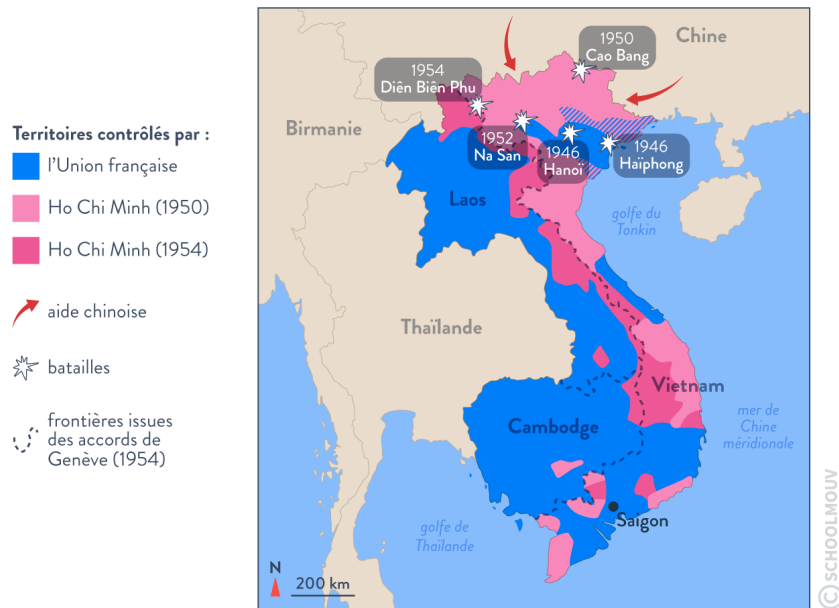 Territoires contrôlés par :
l'Union française
Ho Chi Minh (1950)
Ho Chi Minh (1954)
aide chinoise
batailles
frontières issues
des accords de
Genève (1954)
Chine
1950
Cao Bang
1954
Diên Biên Phu
Birmanie
1952
Na San
1946
Hanoï
1946
Haïphong
Laos
golfe du
Tonkin
Thaïlande
Vietnam
Cambodge
mer de
Chine
méridionale
Saigon
golfe de
Thaïlande
N
200 km
© SCHOOLMOUV